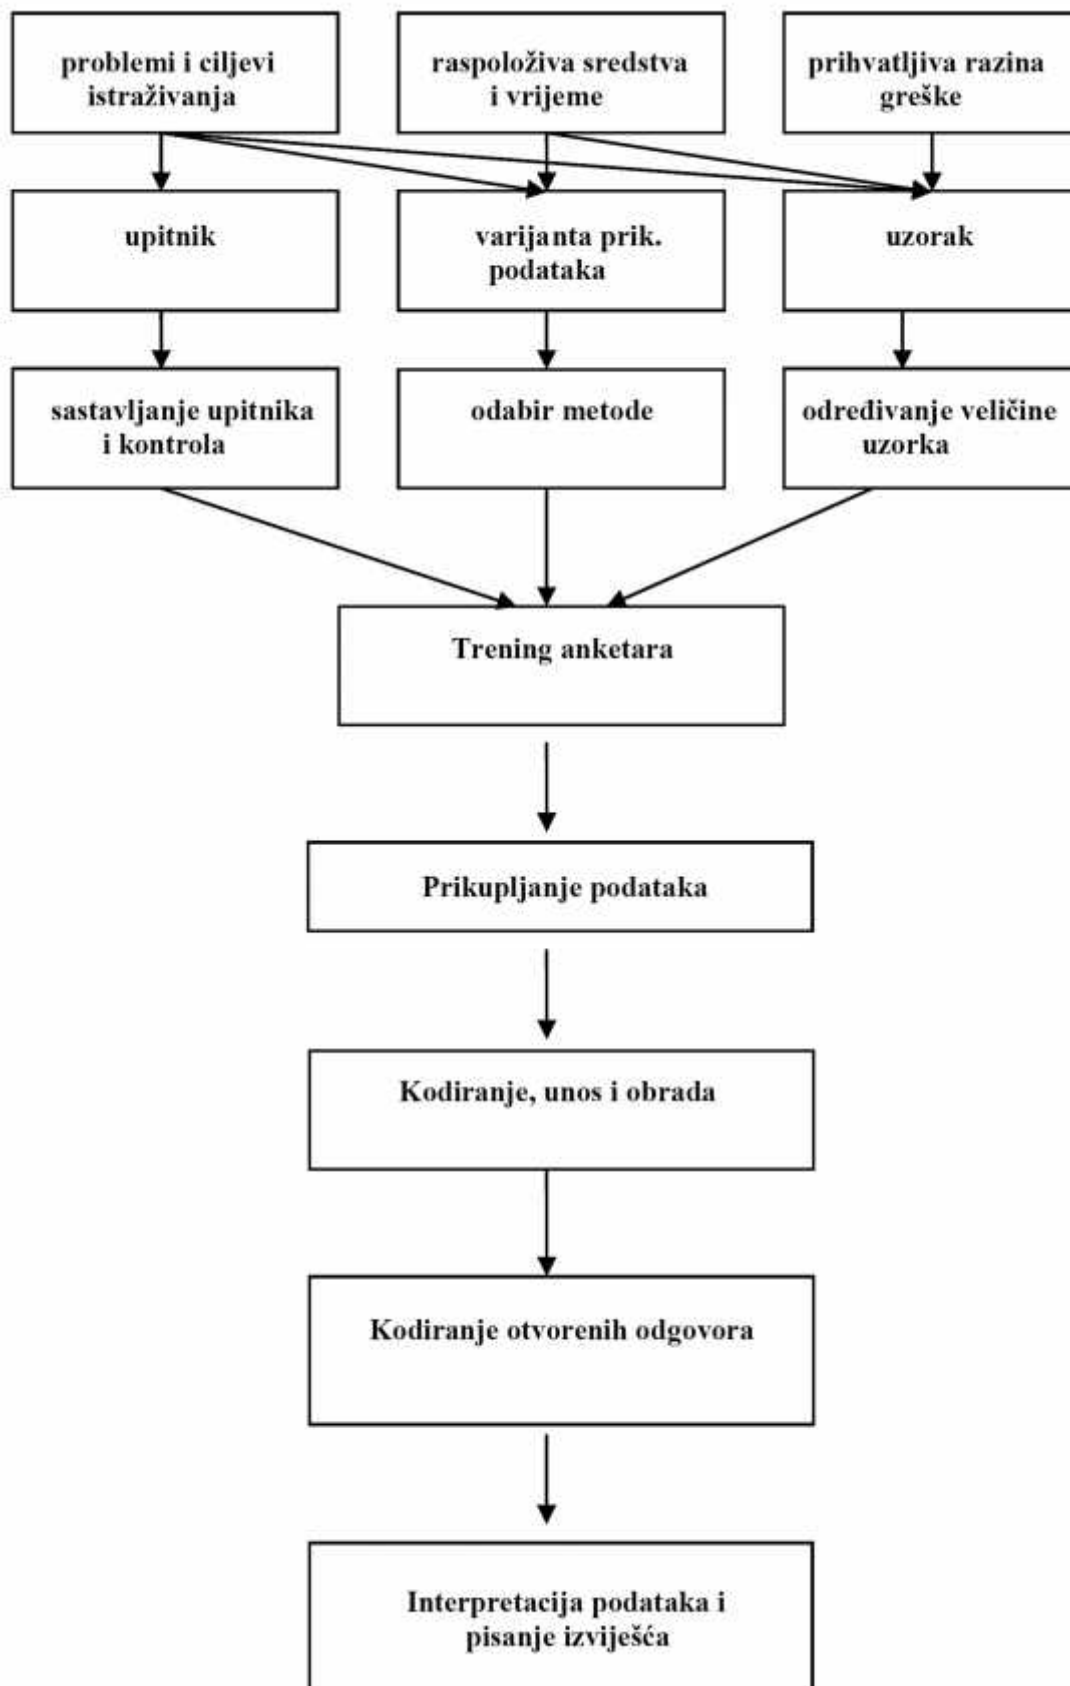 problemi i ciljevi
istraživanja
raspoloživa sredstva
i vrijeme
prihvatljiva razina
greške
upitnik
varijanta prik.
podataka
uzorak
sastavljanje upitnika
i kontrola
odabir metode
određivanje veličine
uzorka
Trening anketara
Prikupljanje podataka
Kodiranje, unos i obrada
Kodiranje otvorenih odgovora
Interpretacija podataka i
pisanje izviješća